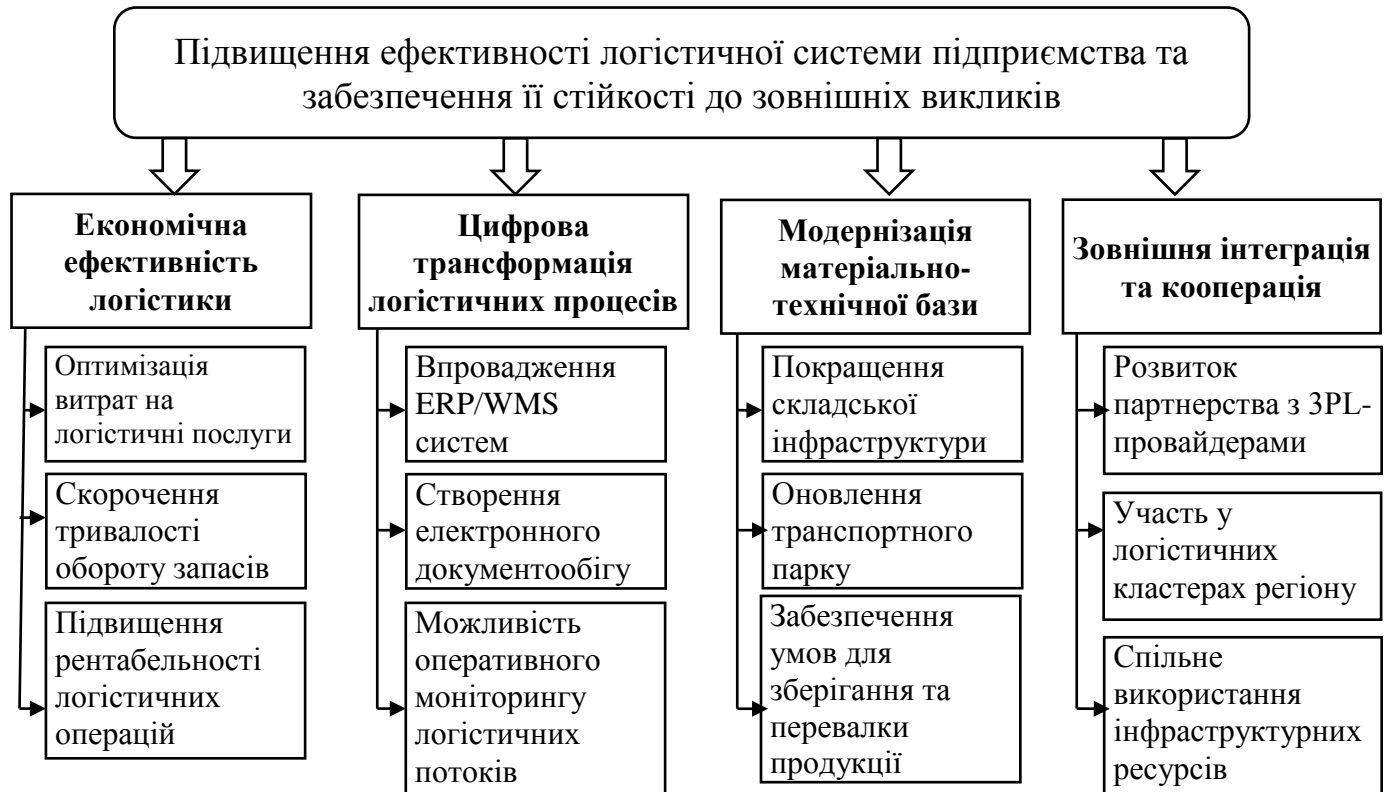 Підвищення ефективності логістичної системи підприємства та
забезпечення її стійкості до зовнішніх викликів
Економічна
ефективність
логістики
Оптимізація
витрат на
логістичні послуги
Скорочення
тривалості
обороту запасів
Підвищення
рентабельності
логістичних
операцій
Цифрова
трансформація
логістичних процесів
Впровадження
ERP/WMS
систем
Створення
електронного
документообігу
Можливість
оперативного
моніторингу
логістичних
потоків
Модернізація
матеріально-
технічної бази
Покращення
складської
інфраструктури
Оновлення
транспортного
парку
Забезпечення
умов для
зберігання та
перевалки
продукції
Зовнішня інтеграція
та кооперація
Розвиток
партнерства з 3PL-
провайдерами
Участь у
логістичних
кластерах регіону
Спільне
використання
інфраструктурних
ресурсів